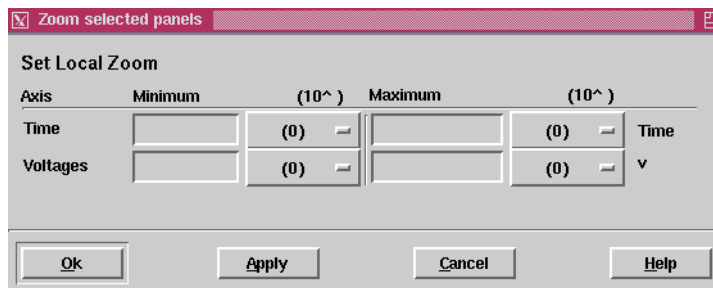 Zoom selected panels
Set Local Zoom
Axis Minimum (10^ ) Maximum (10^ )
Time (0) (0) Time
Voltages (0) (0) v
Ok Apply Cancel Help